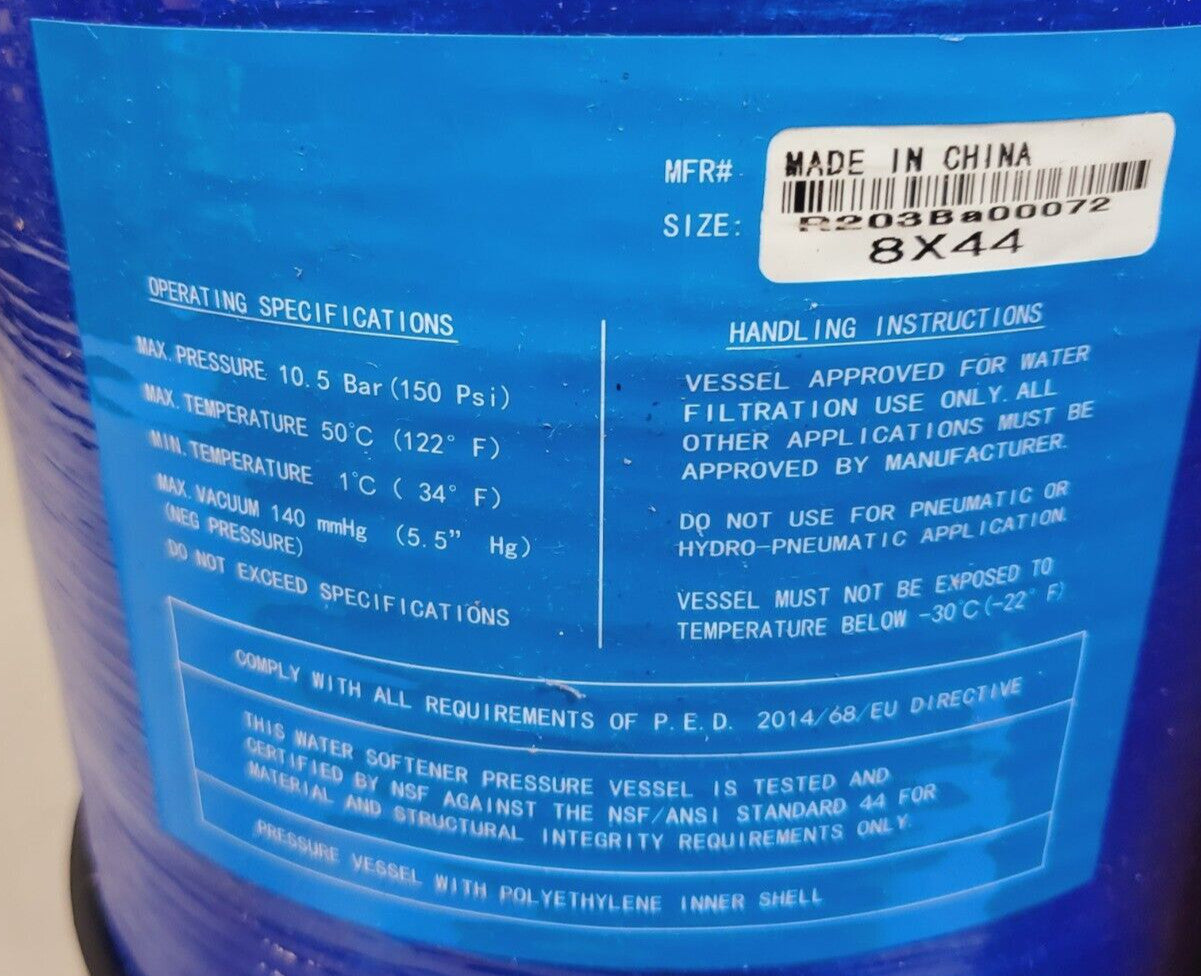 MFR#
MADE IN CHINA
R203Ba00072
SIZE:
8X44
OPERATING SPECIFICATIONS
MAX. PRESSURE 10.5 Bar (150 Psi)
MAX. TEMPERATURE 50°C (122° F)
MIN. TEMPERATURE 1°C ( 34° F)
MAX. VACUUM 140 mmHg (5.5" Hg)
(NEG PRESSURE)
DO NOT EXCEED SPECIFICATIONS
HANDLING INSTRUCTIONS
VESSEL APPROVED FOR WATER
FILTRATION USE ONLY. ALL
OTHER APPLICATIONS MUST BE
APPROVED BY MANUFACTURER.
DO NOT USE FOR PNEUMATIC OR
HYDRO-PNEUMATIC APPLICATION.
VESSEL MUST NOT BE EXPOSED TO
TEMPERATURE BELOW -30°C(-22° F)
COMPLY WITH ALL REQUIREMENTS OF P.E.D. 2014/68/EU DIRECTIVE
THIS WATER SOFTENER PRESSURE VESSEL IS TESTED AND
CERTIFIED BY NSF AGAINST THE NSF/ANSI STANDARD 44 FOR
MATERIAL AND STRUCTURAL INTEGRITY REQUIREMENTS ONLY.
PRESSURE VESSEL WITH POLYETHYLENE INNER SHELL